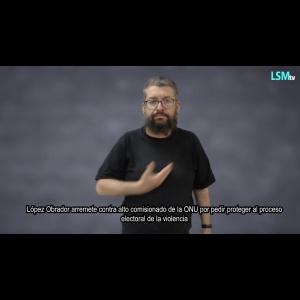 LSMtv
López Obrador arremete contra alto comisionado de la ONU por pedir proteger al proceso
electoral de la violencia